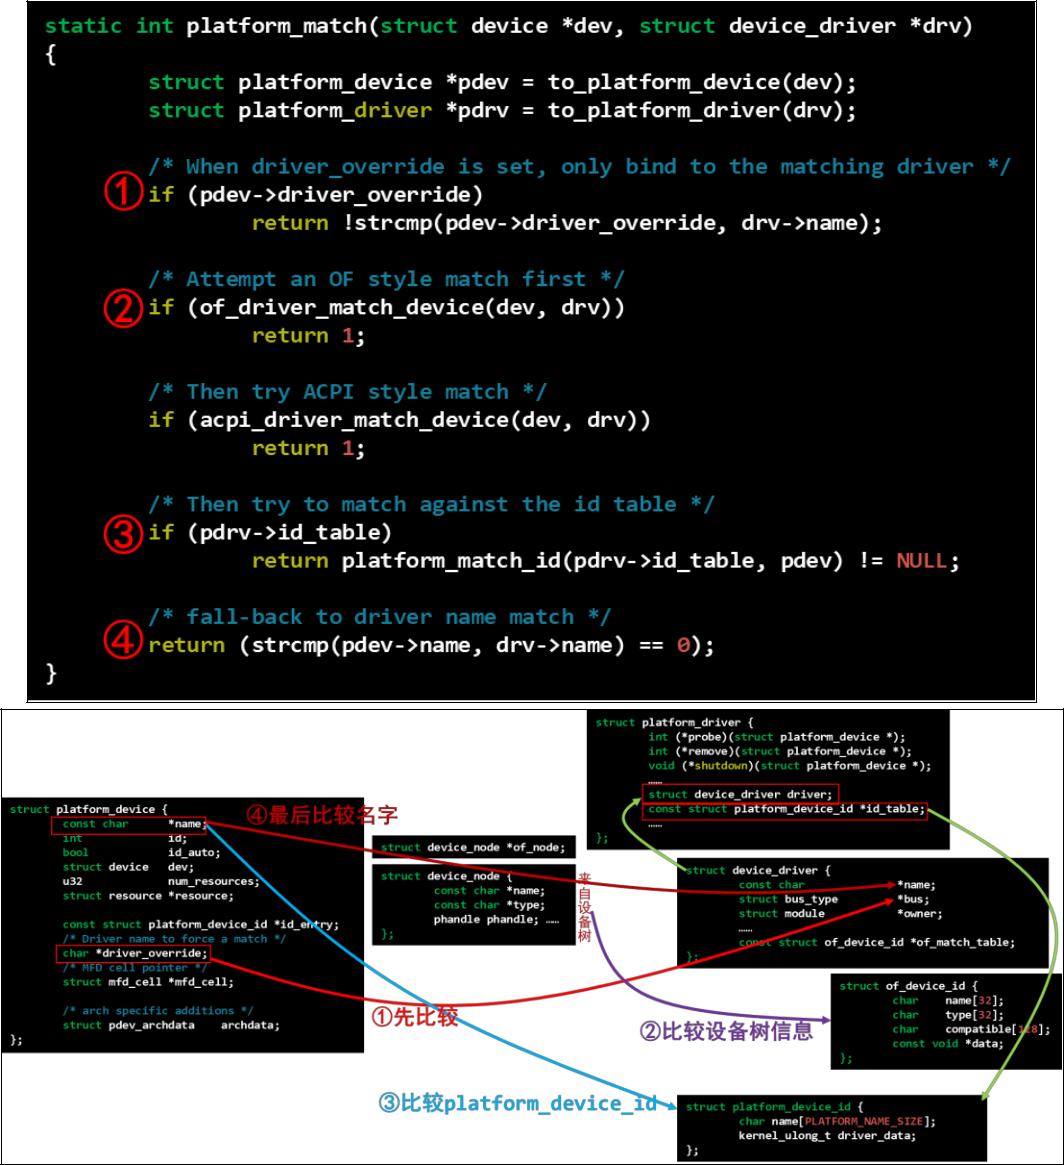 static int platform_match(struct device *dev, struct device_driver *drv)
{
struct platform_device *pdev = to_platform_device(dev);
struct platform_driver *pdrv = to_platform_driver(drv);
/* When driver_override is set, only bind to the matching driver */
① if (pdev->driver_override)
return !strcmp(pdev->driver_override, drv->name);
/* Attempt an OF style match first */
② if (of_driver_match_device(dev, drv))
return 1;
/* Then try ACPI style match */
if (acpi_driver_match_device(dev, drv))
return 1;
/* Then try to match against the id table */
③ if (pdrv->id_table)
return platform_match_id(pdrv->id_table, pdev) != NULL;
/* fall-back to driver name match */
④ return (strcmp(pdev->name, drv->name) == 0);
}
struct platform_driver {
int (*probe)(struct platform_device *);
int (*remove)(struct platform_device *);
void (*shutdown)(struct platform_device *);
……
struct device_driver driver;
const struct platform_device_id *id_table;
……
};
struct platform_device {
const char *name;
int id;
bool id_auto;
struct device dev;
u32 num_resources;
struct resource *resource;
const struct platform_device_id *id_entry;
/* Driver name to force a match */
char *driver_override;
/* MFD cell pointer */
struct mfd_cell *mfd_cell;
/* arch specific additions */
struct pdev_archdata archdata;
};
④最后比较名字
struct device_node *of_node;
struct device_node {
const char *name;
const char *type;
phandle phandle; ……
};
来自设备树
struct device_driver {
const char *name;
struct bus_type *bus;
struct module *owner;
……
const struct of_device_id *of_match_table;
};
①先比较
②比较设备树信息
struct of_device_id {
char name[32];
char type[32];
char compatible[128];
const void *data;
};
③比较platform_device_id
struct platform_device_id {
char name[PLATFORM_NAME_SIZE];
kernel_ulong_t driver_data;
};